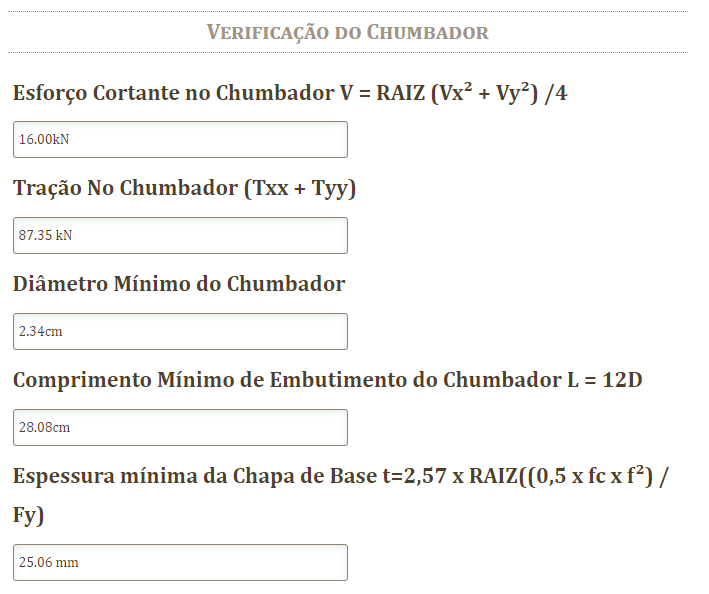 Verificação do Chumbador
Esforço Cortante no Chumbador V = RAIZ (Vx² + Vy²) /4
16.00kN
Tração No Chumbador (Txx + Tyy)
87.35 kN
Diâmetro Mínimo do Chumbador
2.34cm
Comprimento Mínimo de Embutimento do Chumbador L = 12D
28.08cm
Espessura mínima da Chapa de Base t=2,57 x RAIZ((0,5 x fc x f²) /
Fy)
25.06 mm